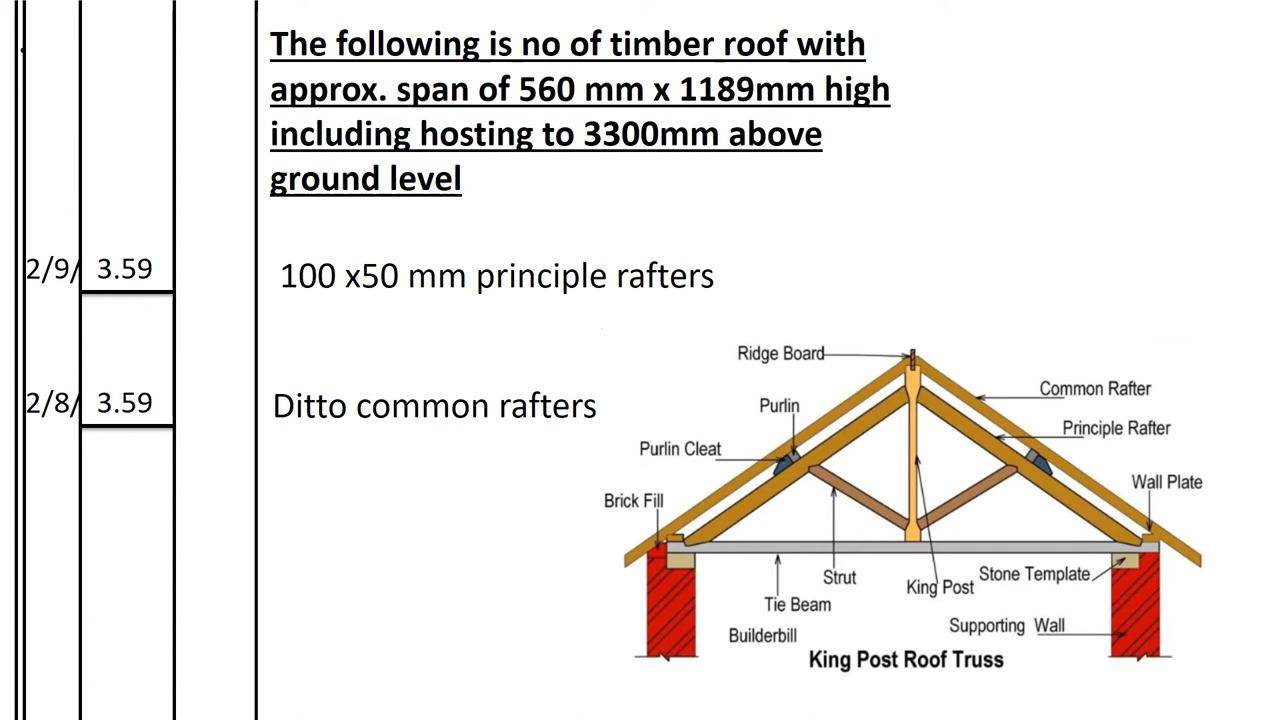 The following is no of timber roof with
approx. span of 560 mm x 1189mm high
including hosting to 3300mm above
ground level
2/9/ 3.59 100 x50 mm principle rafters
2/8/ 3.59 Ditto common rafters
Ridge Board
Common Rafter
Purlin
Principle Rafter
Purlin Cleat
Wall Plate
Brick Fill
Strut
King Post
Stone Template
Tie Beam
Builderbill
Supporting Wall
King Post Roof Truss